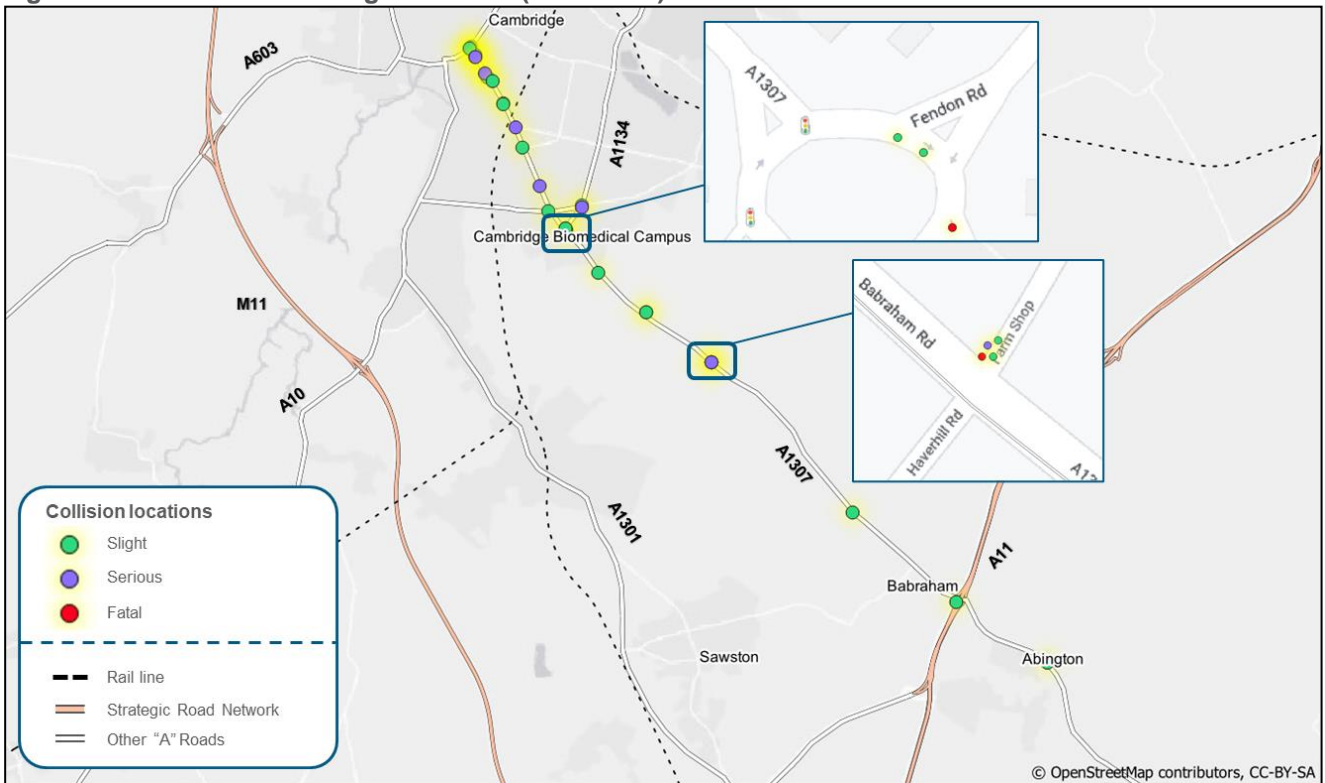 Cambridge
A603
A1307
Fendon Rd
A1134
Cambridge Biomedical Campus
M11
Babraham Rd
Farm Shop
Haverhill Rd
A10
A1307
A1301
A11
Babraham
Sawston
Abington
Collision locations
Slight
Serious
Fatal
Rail line
Strategic Road Network
Other “A” Roads
© OpenStreetMap contributors, CC-BY-SA